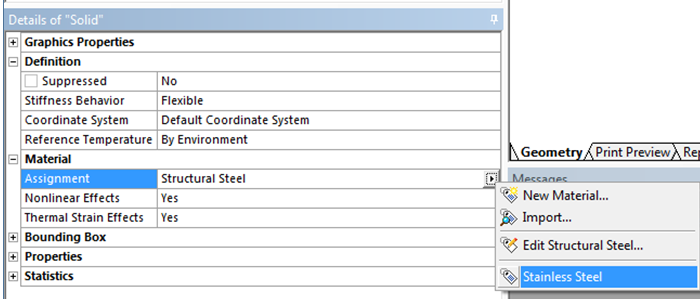 Details of "Solid"
Graphics Properties
Definition
Suppressed No
Stiffness Behavior Flexible
Coordinate System Default Coordinate System
Reference Temperature By Environment
Material
Assignment Structural Steel
Nonlinear Effects Yes
Thermal Strain Effects Yes
Bounding Box
Properties
Statistics
Geometry Print Preview Rep
Messages
New Material...
Import...
Edit Structural Steel...
Stainless Steel